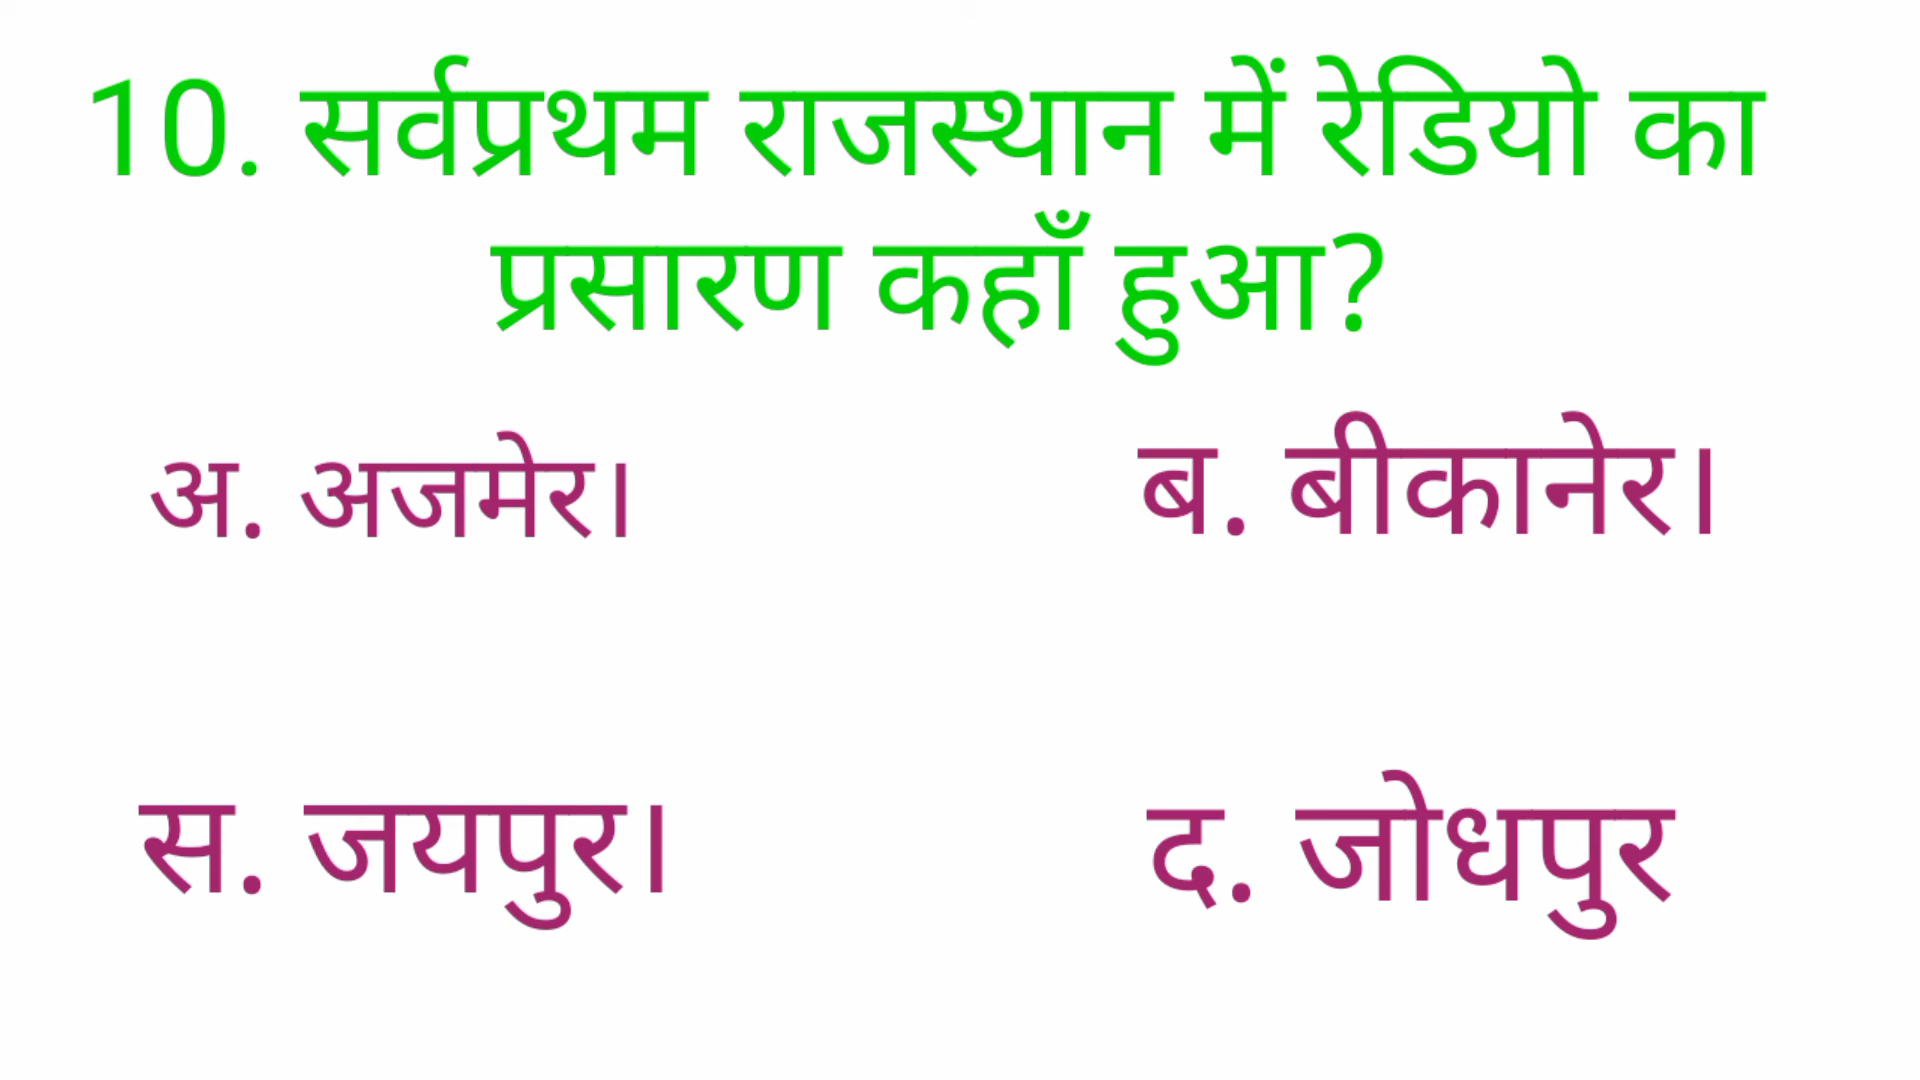 10. सर्वप्रथम राजस्थान में रेडियो का
प्रसारण कहाँ हुआ?
अ. अजमेर।
ब. बीकानेर।
स. जयपुर।
द. जोधपुर